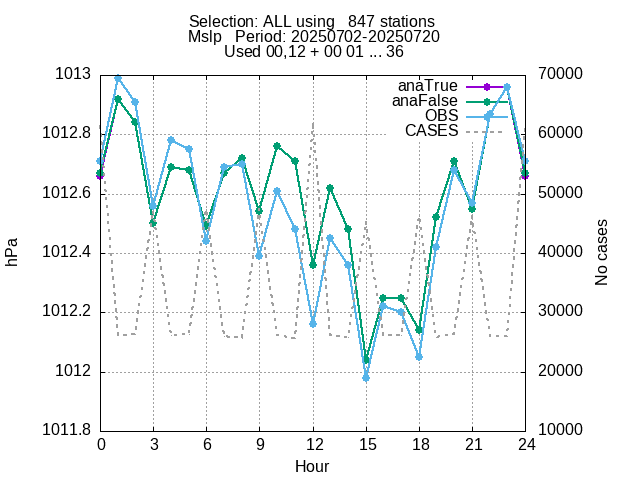 Selection: ALL using   847 stations
Mslp   Period: 20250702-20250720
Used 00,12 + 00 01 ... 36
1013
1012.8
1012.6
1012.4
1012.2
1012
1011.8
hPa
70000
60000
50000
40000
30000
20000
10000
No cases
anaTrue
anaFalse
OBS
CASES
0 3 6 9 12 15 18 21 24
Hour